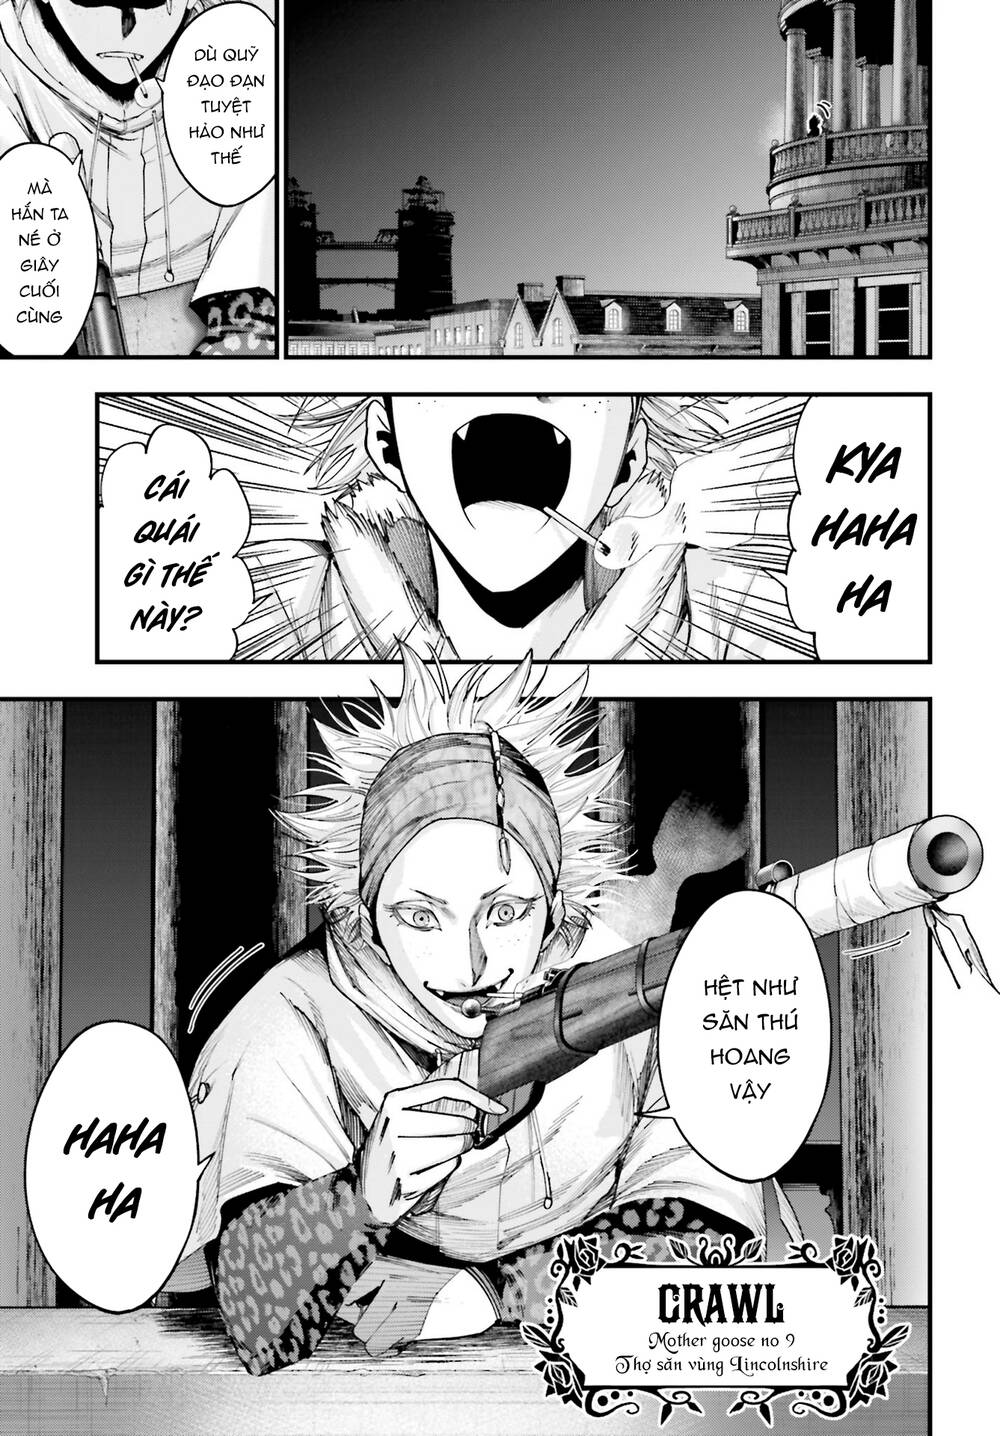 DÙ QUỸ
ĐẠO ĐẠN
TUYỆT
HẢO NHƯ
THẾ
MÀ
HẮN TA
NÉ Ở
GIÂY
CUỐI
CÙNG
KYA
HAHA
HA
CÁI
QUÁI
GÌ THẾ
NÀY?
HỆT NHƯ
SĂN THÚ
HOANG
VẬY
HAHA
HA
CRAWL
Mother goose no 9
Thợ săn vùng Lincolnshire